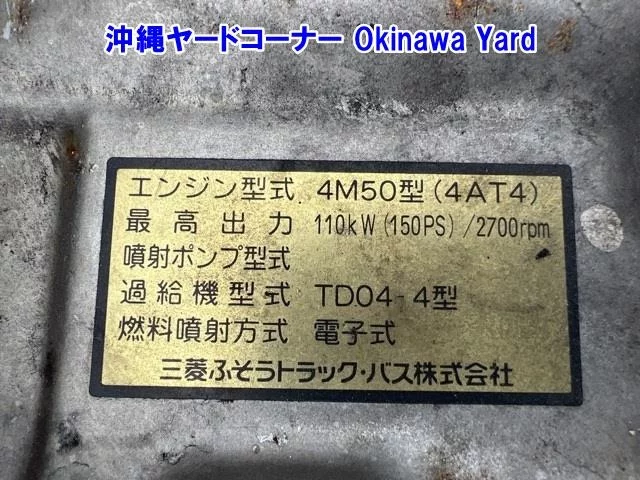 沖縄ヤードコーナー Okinawa Yard
エンジン型式 4M50型(4AT4)
最高出力 110kW(150PS)/2700rpm
噴射ポンプ型式
過給機型式 TD04-4型
燃料噴射方式 電子式
三菱ふそうトラック・バス株式会社